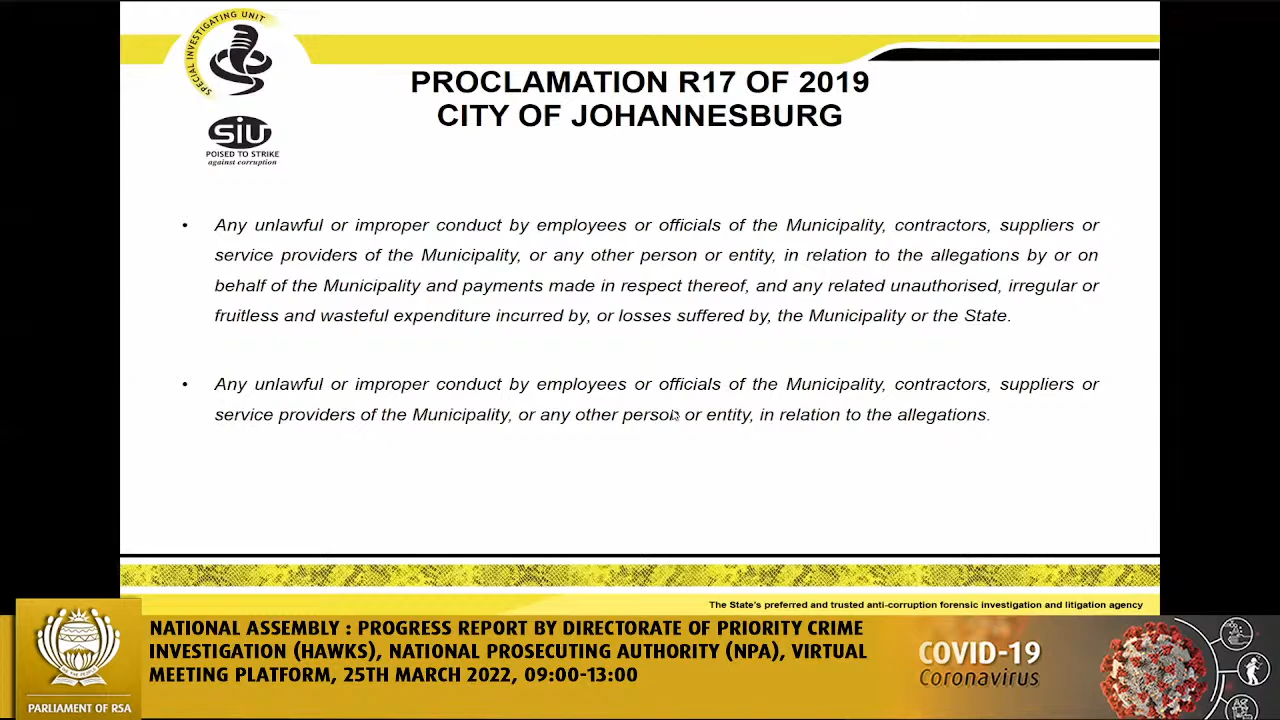 SPECIAL INVESTIGATING UNIT
SIU
POISED TO STRIKE
against corruption
PROCLAMATION R17 OF 2019
CITY OF JOHANNESBURG
• Any unlawful or improper conduct by employees or officials of the Municipality, contractors, suppliers or
service providers of the Municipality, or any other person or entity, in relation to the allegations by or on
behalf of the Municipality and payments made in respect thereof, and any related unauthorised, irregular or
fruitless and wasteful expenditure incurred by, or losses suffered by, the Municipality or the State.
• Any unlawful or improper conduct by employees or officials of the Municipality, contractors, suppliers or
service providers of the Municipality, or any other person or entity, in relation to the allegations.
The State's preferred and trusted anti-corruption forensic investigation and litigation agency
NATIONAL ASSEMBLY : PROGRESS REPORT BY DIRECTORATE OF PRIORITY CRIME
INVESTIGATION (HAWKS), NATIONAL PROSECUTING AUTHORITY (NPA), VIRTUAL
MEETING PLATFORM, 25TH MARCH 2022, 09:00-13:00
PARLIAMENT OF RSA
COVID-19
Coronavirus